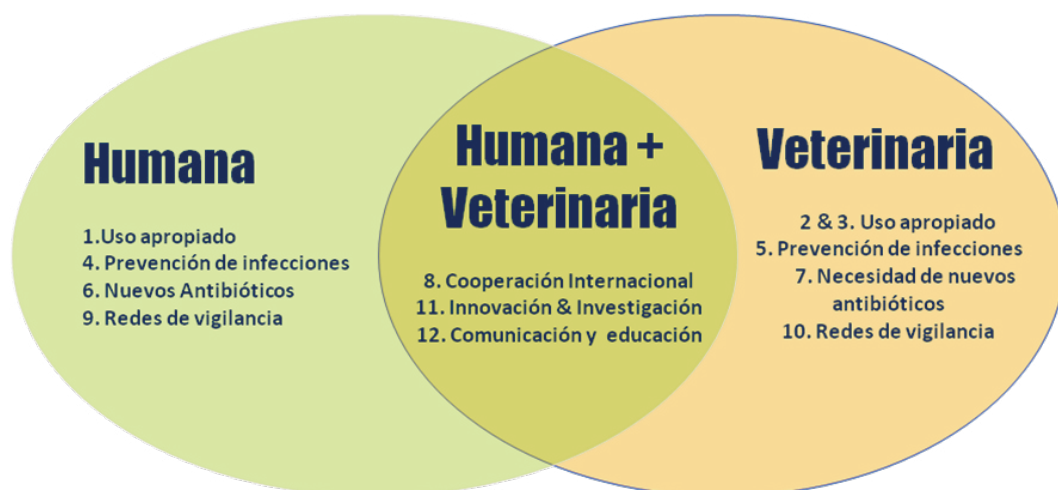 Humana
1.Uso apropiado
4. Prevención de infecciones
6. Nuevos Antibióticos
9. Redes de vigilancia
Humana +
Veterinaria
8. Cooperación Internacional
11. Innovación & Investigación
12. Comunicación y educación
Veterinaria
2 & 3. Uso apropiado
5. Prevención de infecciones
7. Necesidad de nuevos
antibióticos
10. Redes de vigilancia